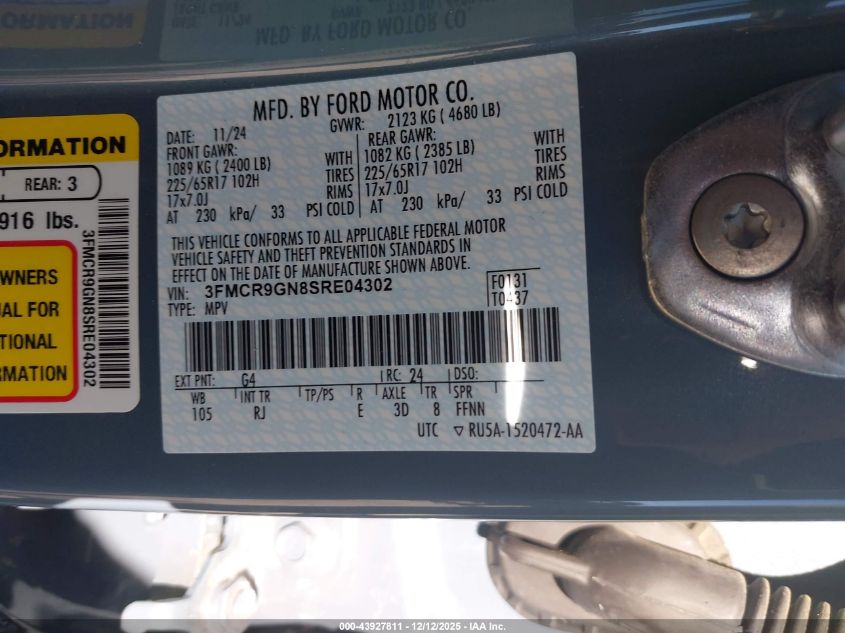 MFD. BY FORD MOTOR CO.
ORMATION
REAR: 3
916 lbs.
3FMCR9GN8SRE04302
WNERS
UAL FOR
TIONAL
RMATION
MFD. BY FORD MOTOR CO.
DATE: 11/24 GVWR: 2123 KG ( 4680 LB)
FRONT GAWR: REAR GAWR:
1089 KG ( 2400 LB) WITH 1082 KG ( 2385 LB) WITH
225/65R17 102H TIRES 225/65R17 102H TIRES
17x7.0J RIMS 17x7.0J RIMS
AT 230 kPa/ 33 PSI COLD AT 230 kPa/ 33 PSI COLD
THIS VEHICLE CONFORMS TO ALL APPLICABLE FEDERAL MOTOR
VEHICLE SAFETY AND THEFT PREVENTION STANDARDS IN
EFFECT ON THE DATE OF MANUFACTURE SHOWN ABOVE.
VIN: 3FMCR9GN8SRE04302 F0131
TYPE: MPV T0437
EXT PNT: G4 RC: 24 DSO:
WB INT TR TP/PS R AXLE TR SPR
105 RJ E 3D 8 FFNN
UTC ▽ RU5A-1520472-AA
000-43927811 - 12/12/2025 - IAA Inc.